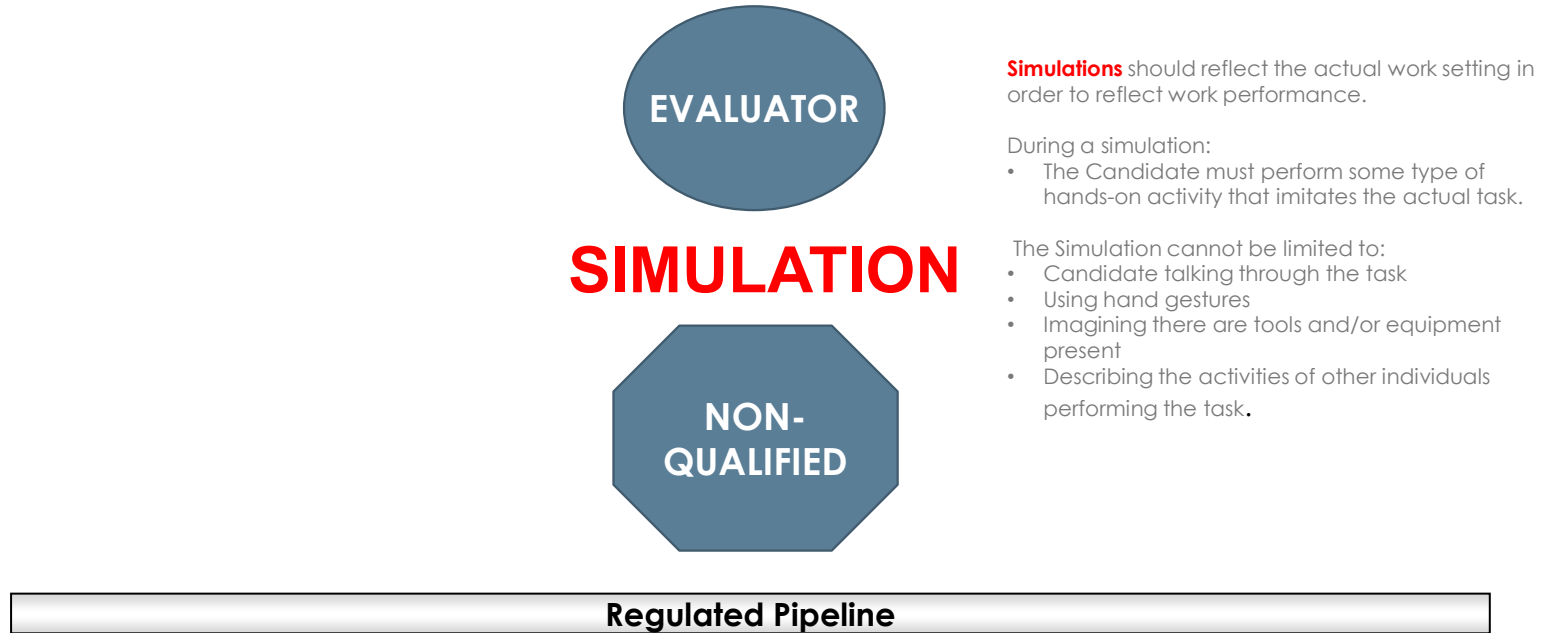 EVALUATOR
SIMULATION
NON-
QUALIFIED
Simulations should reflect the actual work setting in
order to reflect work performance.
During a simulation:
• The Candidate must perform some type of
hands-on activity that imitates the actual task.
The Simulation cannot be limited to:
• Candidate talking through the task
• Using hand gestures
• Imagining there are tools and/or equipment
present
• Describing the activities of other individuals
performing the task.
Regulated Pipeline